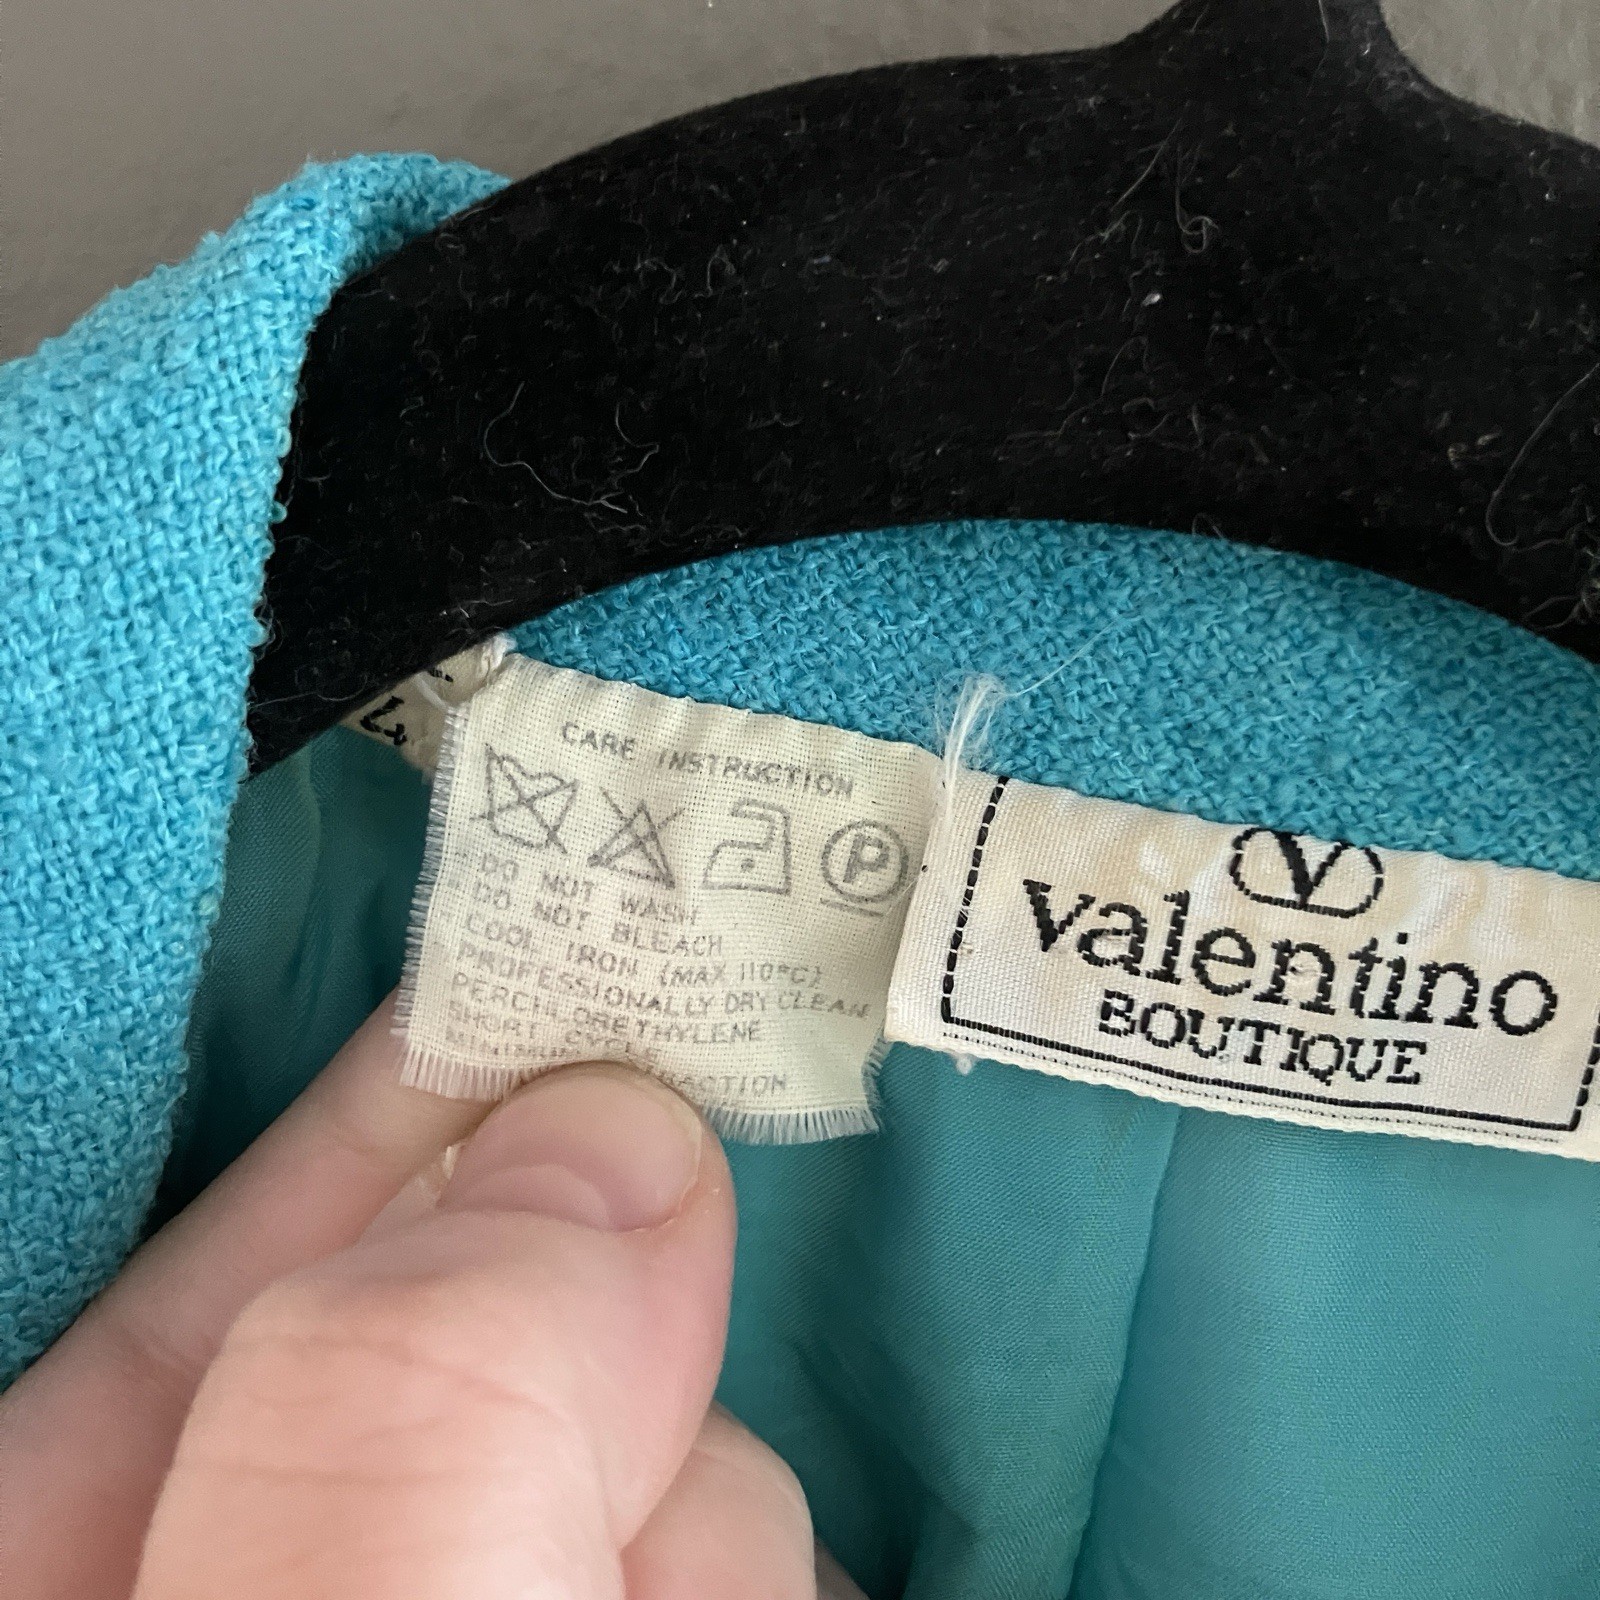 4
CARE INSTRUCTION
P
DO NOT WASH
DO NOT BLEACH
COOL IRON (MAX 110°C)
PROFESSIONALLY DRY CLEAN
PERCHLORETHYLENE
SHORT CYCLE
V
valentino
BOUTIQUE